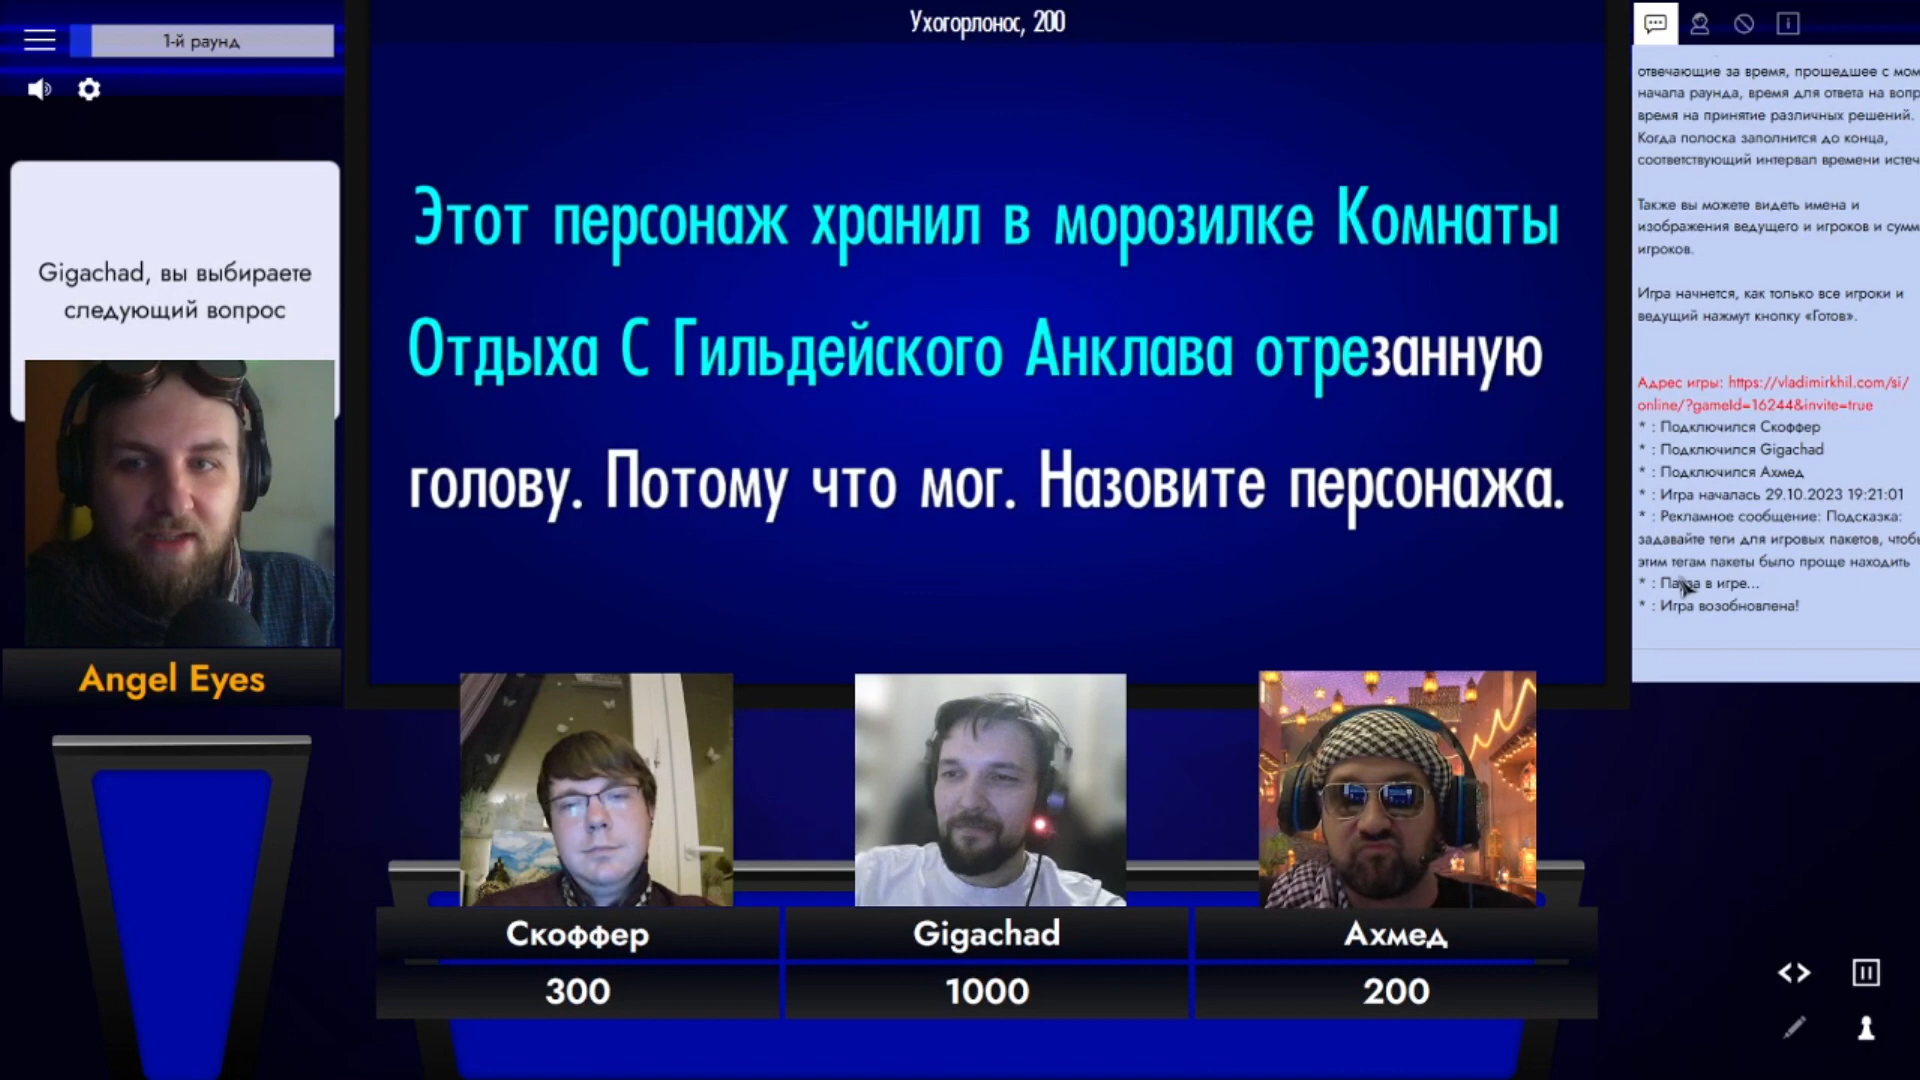 1-й раунд
Gigachad, вы выбираете
следующий вопрос
Angel Eyes
Ухогорлонос, 200
Этот персонаж хранил в морозилке Комнаты
Отдыха С Гильдейского Анклава отрезанную
голову. Потому что мог. Назовите персонажа.
Скоффер
300
Gigachad
1000
Ахмед
200
отвечающие за время, прошедшее с мом
начала раунда, время для ответа на вопр
время на принятие различных решений.
Когда полоска заполнится до конца,
соответствующий интервал времени истеч
Также вы можете видеть имена и
изображения ведущего и игроков и сумм
игроков.
Игра начнется, как только все игроки и
ведущий нажмут кнопку «Готов».
Адрес игры: https://vladimirkhil.com/si/
online/?gameId=16244&invite=true
* : Подключился Скоффер
* : Подключился Gigachad
* : Подключился Ахмед
* : Игра началась 29.10.2023 19:21:01
* : Рекламное сообщение: Подсказка:
задавайте теги для игровых пакетов, чтобы
этим тегам пакеты было проще находить
* : Пауза в игре...
* : Игра возобновлена!